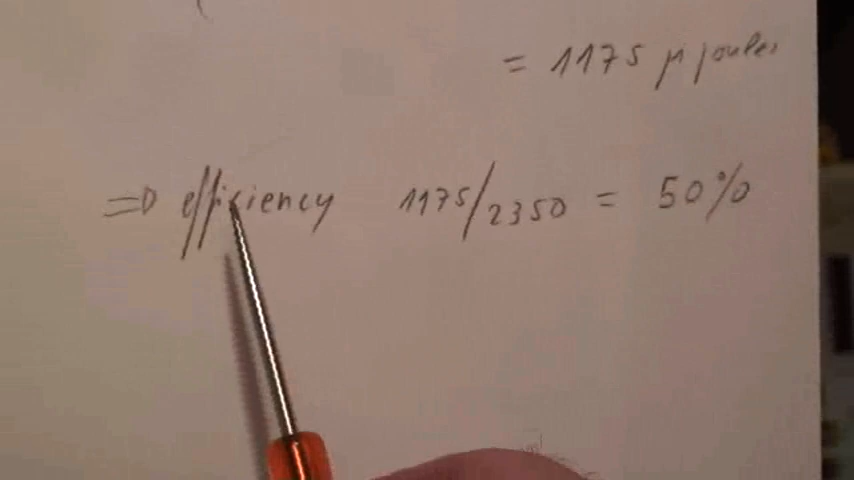 = 1175 µ joules
⇒ efficiency 1175/2350 = 50%